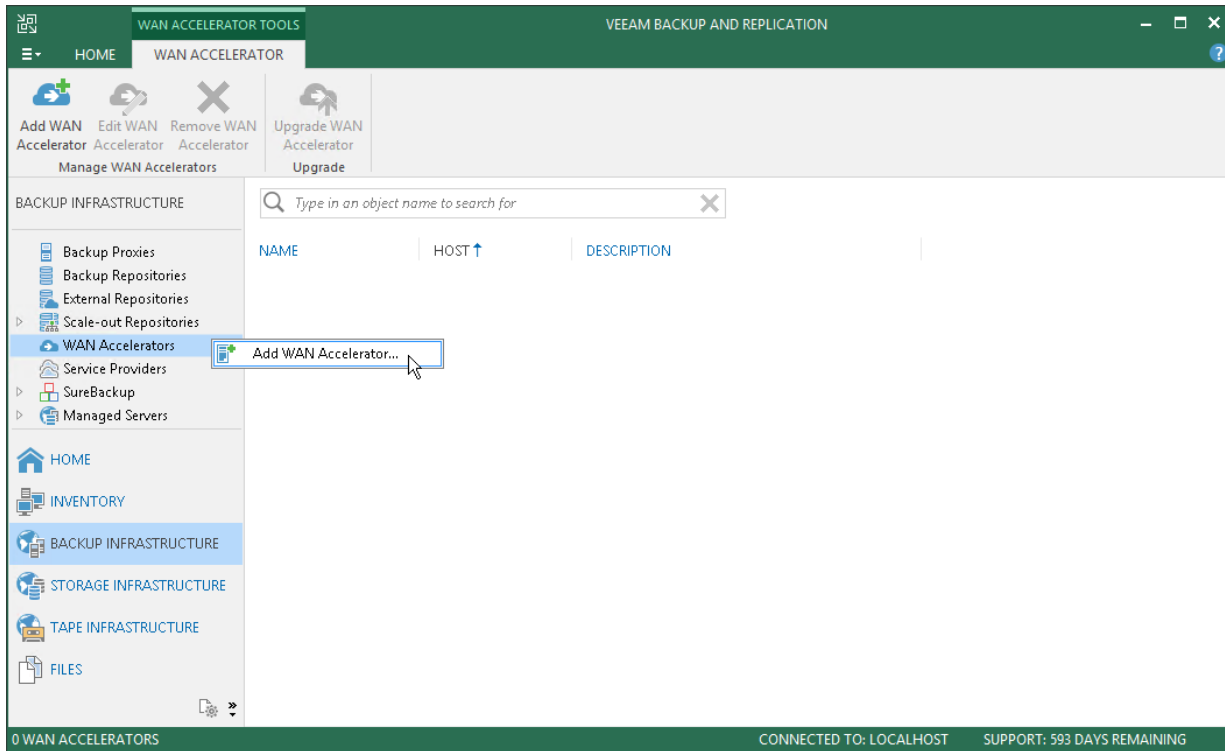 WAN ACCELERATOR TOOLS
VEEAM BACKUP AND REPLICATION
HOME
WAN ACCELERATOR
Add WAN Accelerator
Edit WAN Accelerator
Remove WAN Accelerator
Upgrade WAN Accelerator
Manage WAN Accelerators
Upgrade
BACKUP INFRASTRUCTURE
Type in an object name to search for
NAME
HOST
DESCRIPTION
Backup Proxies
Backup Repositories
External Repositories
Scale-out Repositories
WAN Accelerators
Add WAN Accelerator...
Service Providers
SureBackup
Managed Servers
HOME
INVENTORY
BACKUP INFRASTRUCTURE
STORAGE INFRASTRUCTURE
TAPE INFRASTRUCTURE
FILES
0 WAN ACCELERATORS
CONNECTED TO: LOCALHOST
SUPPORT: 593 DAYS REMAINING